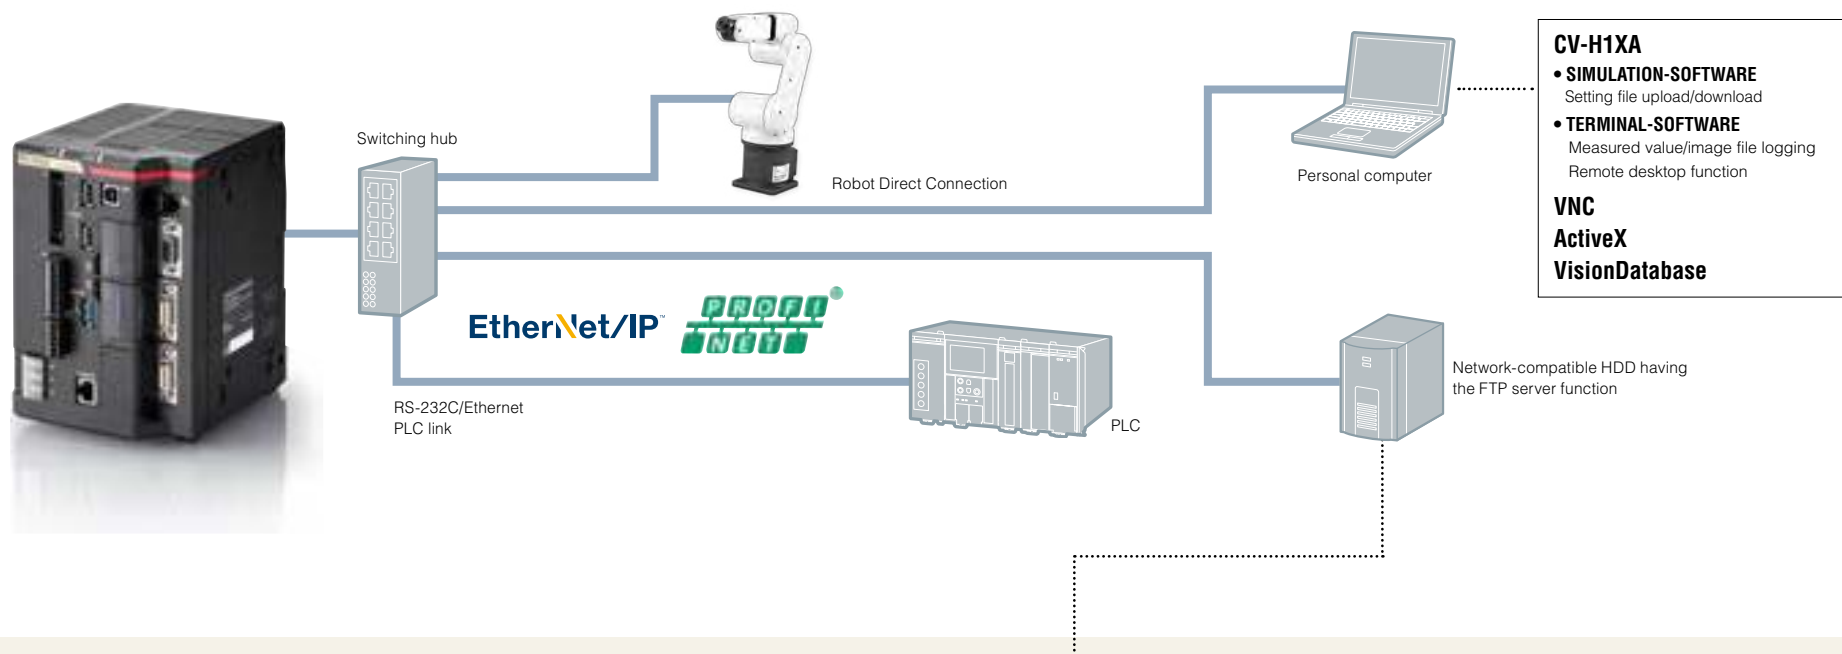 Switching hub
Robot Direct Connection
Personal computer
CV-H1XA
• SIMULATION-SOFTWARE
Setting file upload/download
• TERMINAL-SOFTWARE
Measured value/image file logging
Remote desktop function
VNC
ActiveX
VisionDatabase
EtherNet/IP™
PROFI
NET
®
RS-232C/Ethernet
PLC link
PLC
Network-compatible HDD having
the FTP server function